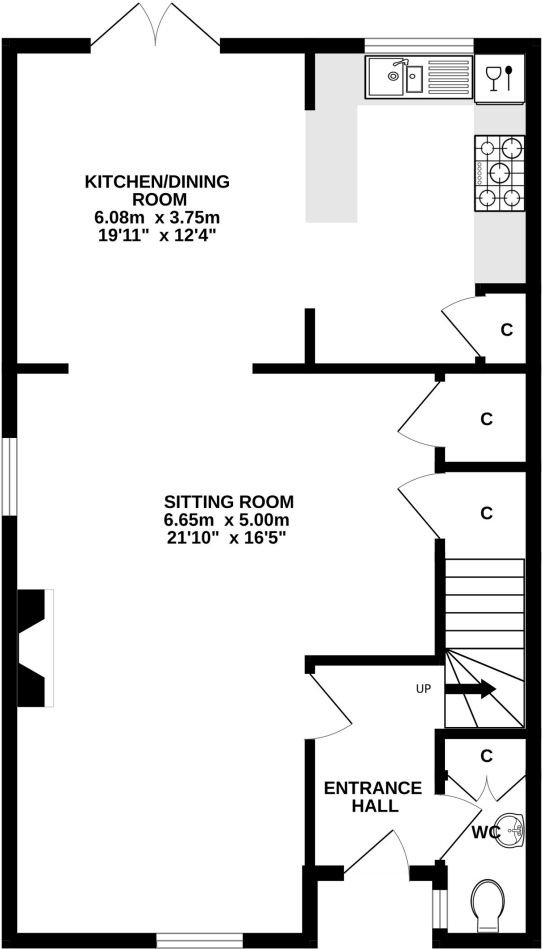 KITCHEN/DINING
ROOM
6.08m x 3.75m
19'11" x 12'4"
C
C
SITTING ROOM
6.65m x 5.00m
21'10" x 16'5"
C
UP
C
ENTRANCE
HALL
WC